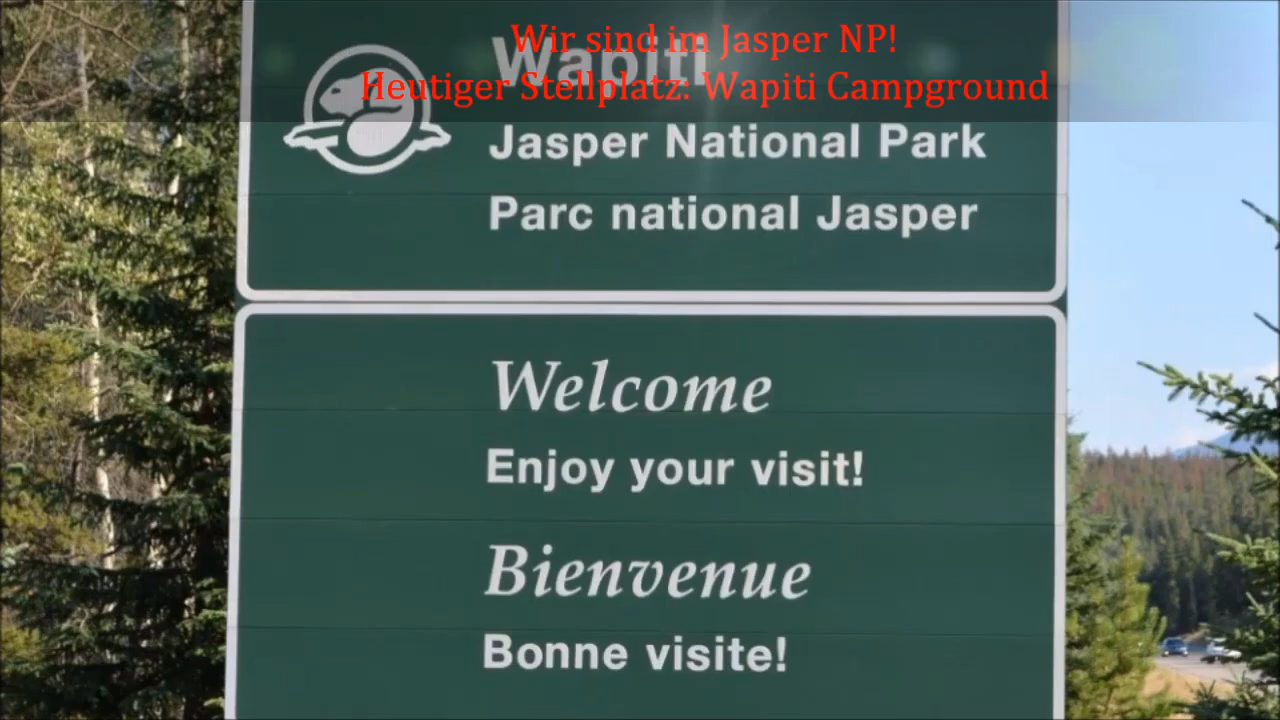 Wir sind im Jasper NP!
Heutiger Stellplatz: Wapiti Campground
Wapiti
Jasper National Park
Parc national Jasper
Welcome
Enjoy your visit!
Bienvenue
Bonne visite!